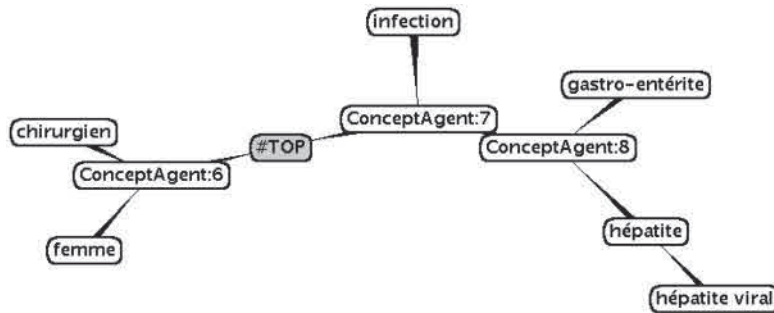 infection
gastro-entérite
ConceptAgent:7
chirurgien
#TOP
ConceptAgent:8
ConceptAgent:6
hépatite
femme
hépatite viral